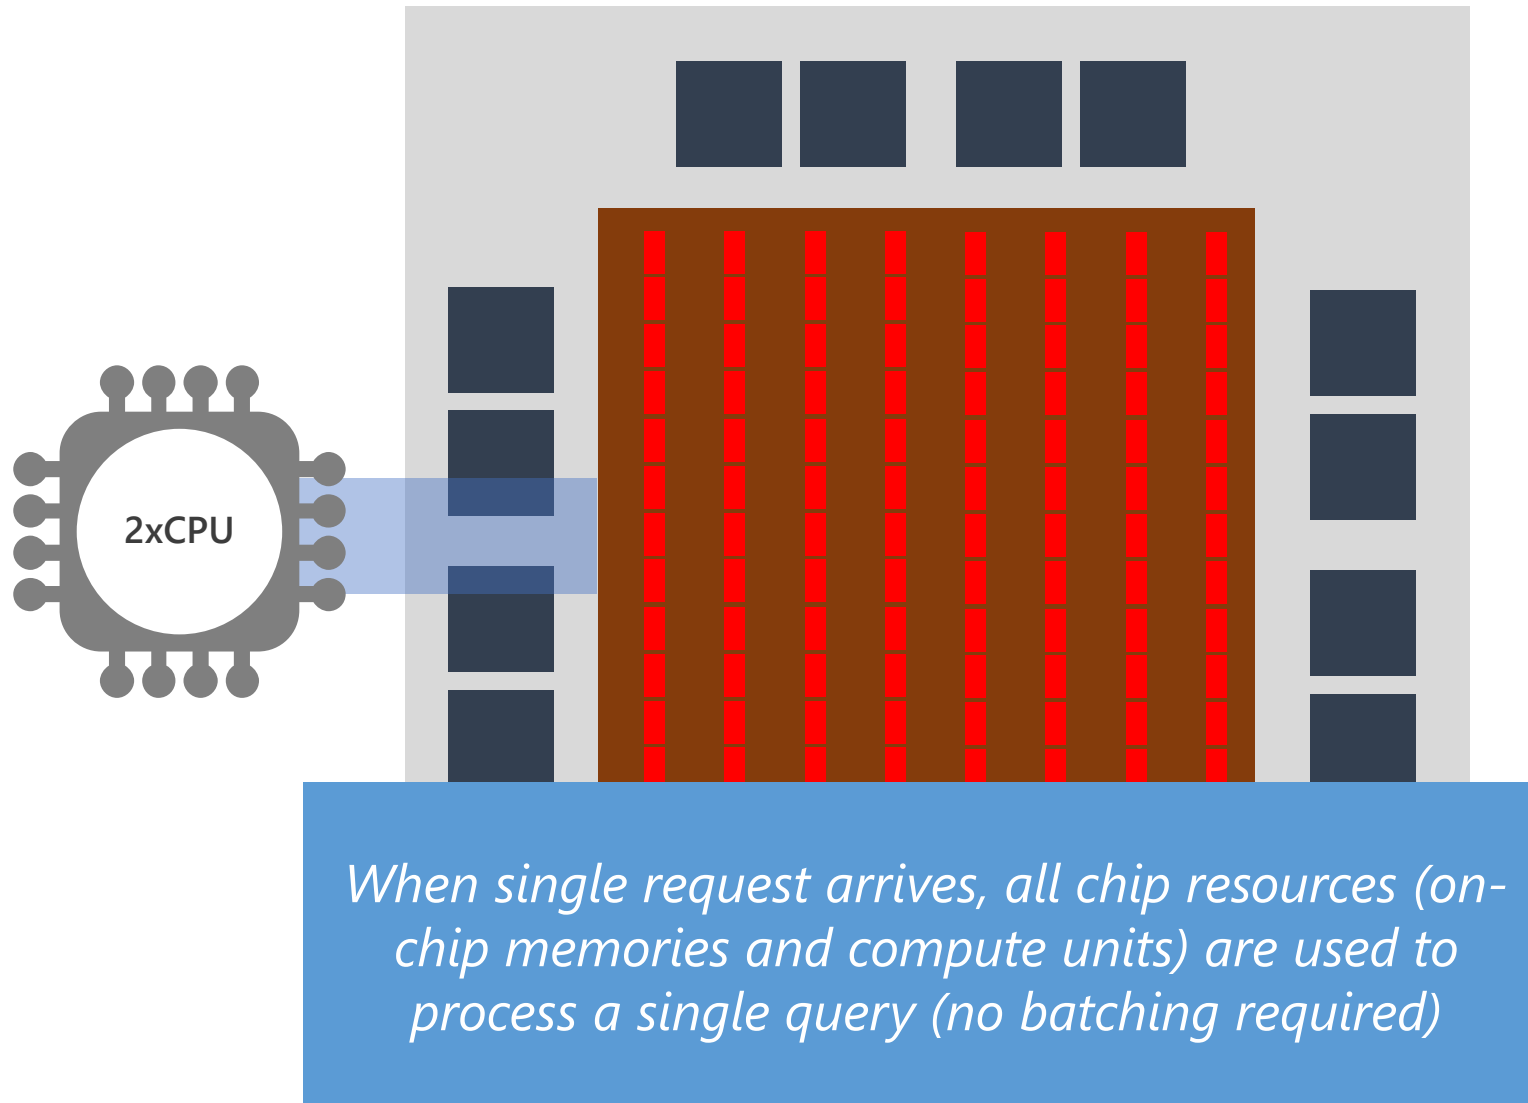 2xCPU
When single request arrives, all chip resources (on-
chip memories and compute units) are used to
process a single query (no batching required)